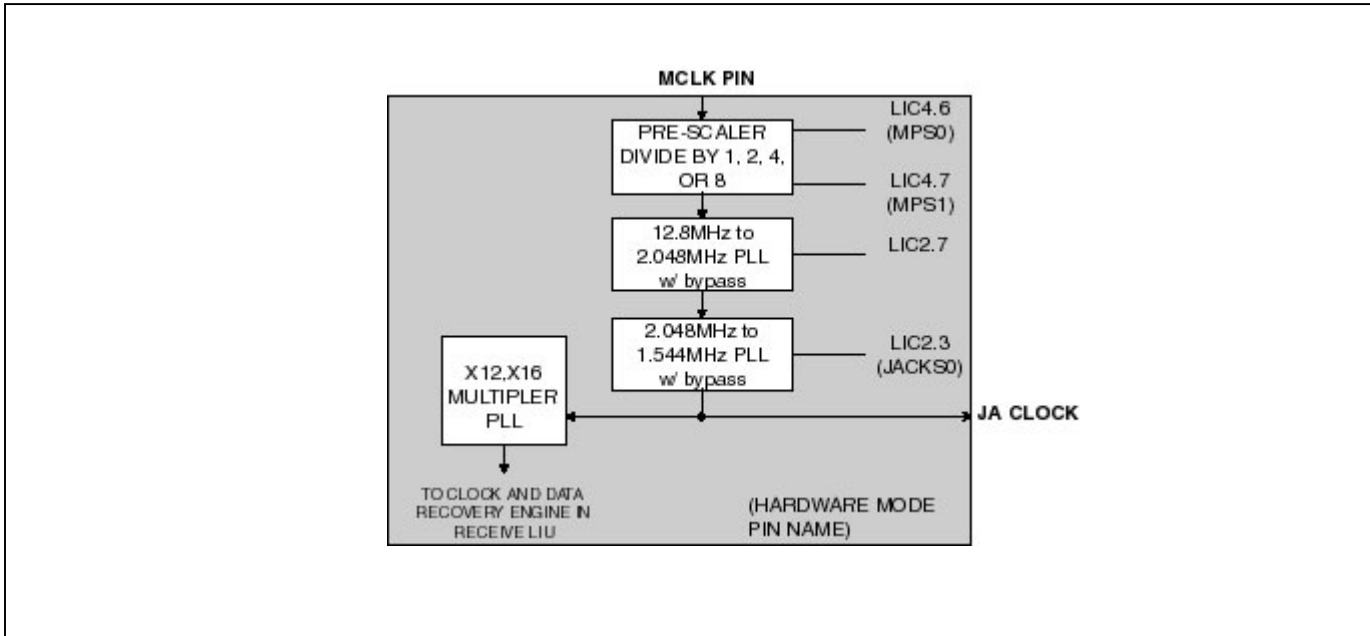 MCLK PIN
PRE-SCALER
DIVIDE BY 1, 2, 4,
OR 8
LIC4.6
(MPS0)
LIC4.7
(MPS1)
12.8MHz to
2.048MHz PLL
w/ bypass
LIC2.7
2.048MHz to
1.544MHz PLL
w/ bypass
LIC2.3
(JACKS0)
X12,X16
MULTIPLER
PLL
JA CLOCK
TO CLOCK AND DATA
RECOVERY ENGINE IN
RECEIVE LIU
(HARDWARE MODE
PIN NAME)